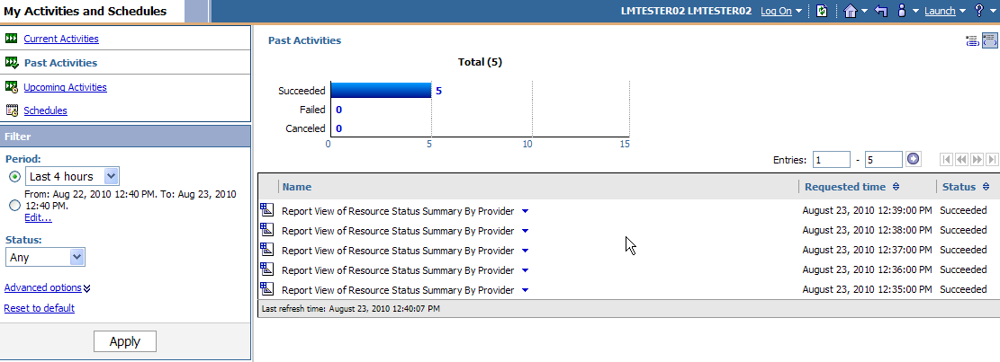 My Activities and Schedules
LMTESTER02 LMTESTER02 Log On Launch ?
Current Activities
Past Activities
Upcoming Activities
Schedules
Filter
Period:
Last 4 hours
From: Aug 22, 2010 12:40 PM. To: Aug 23, 2010
12:40 PM.
Edit...
Status:
Any
Advanced options
Reset to default
Apply
Past Activities
Total (5)
Succeeded 5
Failed 0
Canceled 0
0 5 10 15
Entries: 1 - 5
Name Requested time Status
Report View of Resource Status Summary By Provider August 23, 2010 12:39:00 PM Succeeded
Report View of Resource Status Summary By Provider August 23, 2010 12:38:00 PM Succeeded
Report View of Resource Status Summary By Provider August 23, 2010 12:37:00 PM Succeeded
Report View of Resource Status Summary By Provider August 23, 2010 12:36:00 PM Succeeded
Report View of Resource Status Summary By Provider August 23, 2010 12:35:00 PM Succeeded
Last refresh time: August 23, 2010 12:40:07 PM